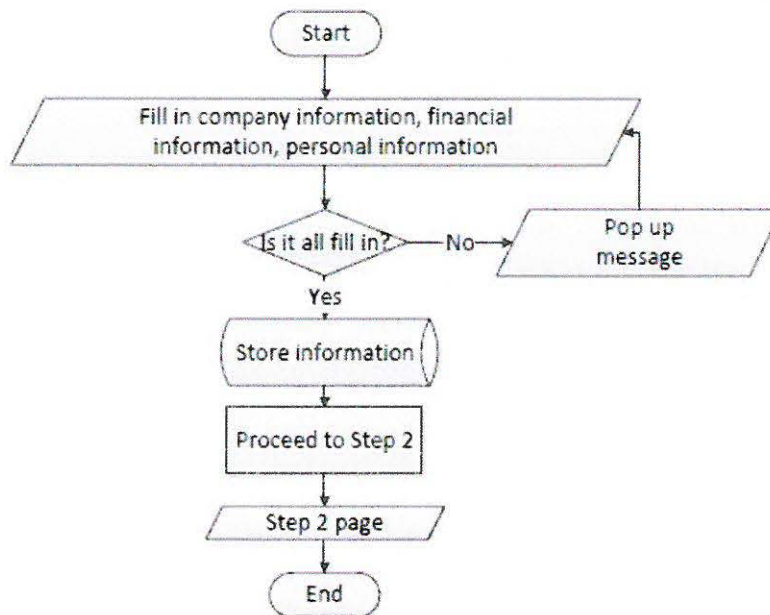 Start
Fill in company information, financial
information, personal information
Is it all fill in?
No
Pop up
message
Yes
Store information
Proceed to Step 2
Step 2 page
End